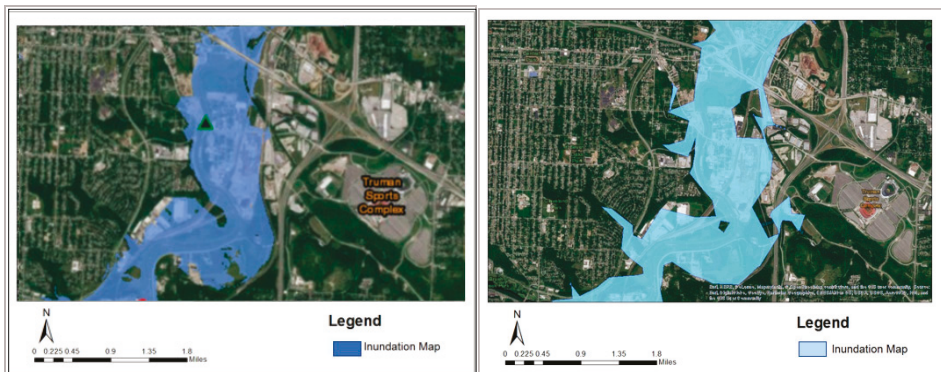 Truman
Sports
Complex
N
0 0.225 0.45 0.9 1.35 1.8
Miles
Legend
Inundation Map
N
0 0.225 0.45 0.9 1.35 1.8
Miles
Legend
Inundation Map